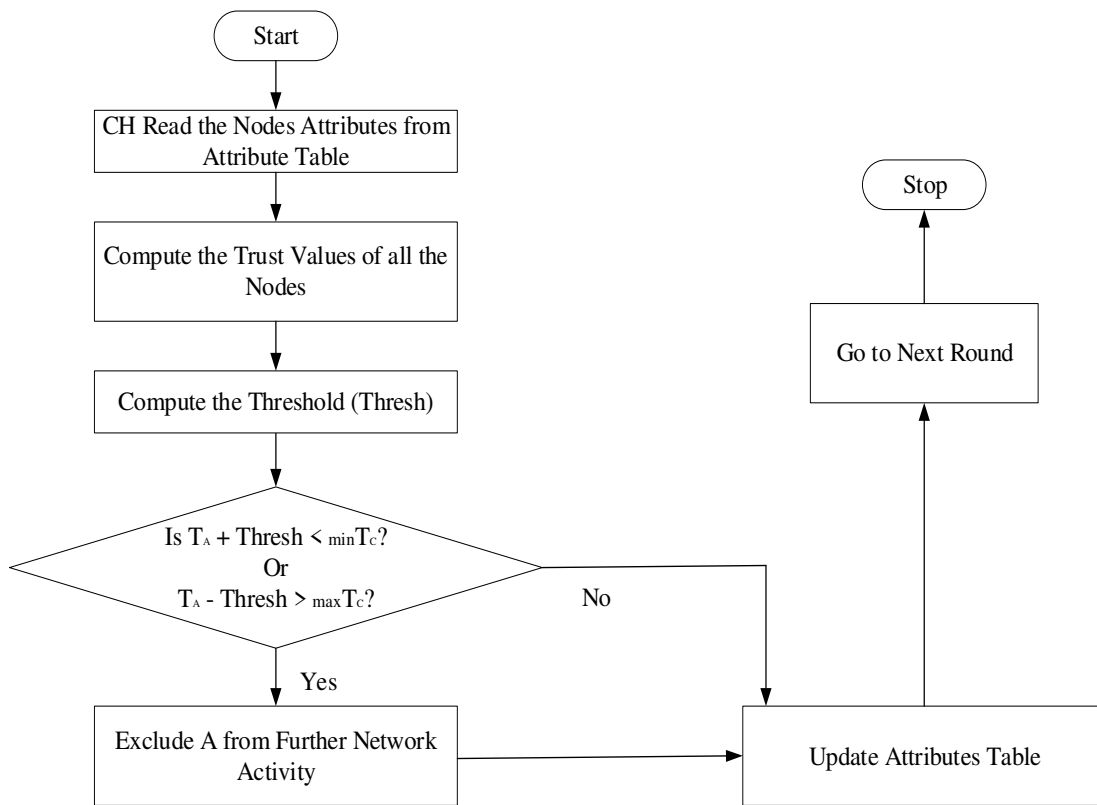 Start
CH Read the Nodes Attributes from
Attribute Table
Compute the Trust Values of all the
Nodes
Compute the Threshold (Thresh)
Is TA + Thresh < minTC?
Or
TA - Thresh > maxTC?
No
Yes
Exclude A from Further Network
Activity
Update Attributes Table
Go to Next Round
Stop